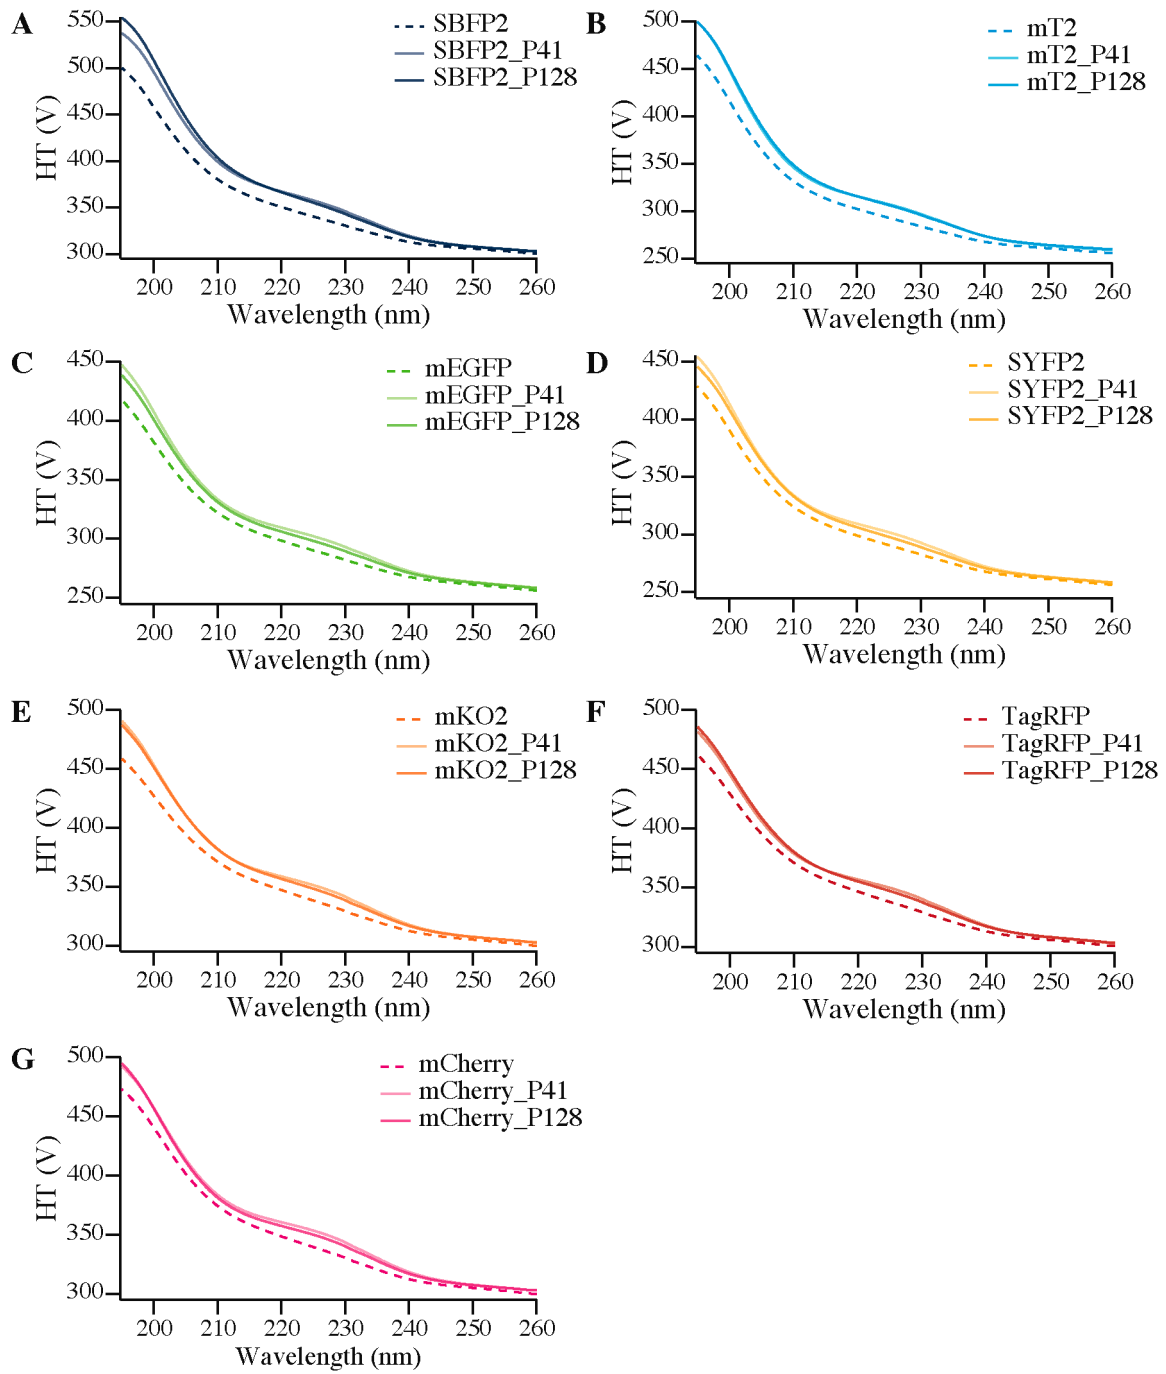 A
550
500
450
400
350
300
HT (V)
200 210 220 230 240 250 260
Wavelength (nm)
SBFP2
SBFP2_P41
SBFP2_P128
B
500
450
400
350
300
250
HT (V)
200 210 220 230 240 250 260
Wavelength (nm)
mT2
mT2_P41
mT2_P128
C
450
400
350
300
250
HT (V)
200 210 220 230 240 250 260
Wavelength (nm)
mEGFP
mEGFP_P41
mEGFP_P128
D
450
400
350
300
250
HT (V)
200 210 220 230 240 250 260
Wavelength (nm)
SYFP2
SYFP2_P41
SYFP2_P128
E
500
450
400
350
300
HT (V)
200 210 220 230 240 250 260
Wavelength (nm)
mKO2
mKO2_P41
mKO2_P128
F
500
450
400
350
300
HT (V)
200 210 220 230 240 250 260
Wavelength (nm)
TagRFP
TagRFP_P41
TagRFP_P128
G
500
450
400
350
300
HT (V)
200 210 220 230 240 250 260
Wavelength (nm)
mCherry
mCherry_P41
mCherry_P128